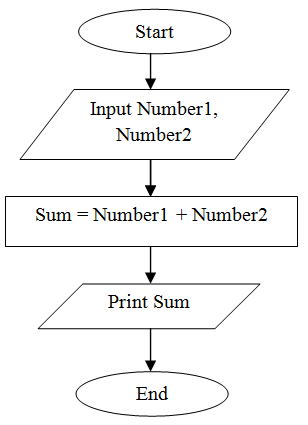 Start
Input Number1,
Number2
Sum = Number1 + Number2
Print Sum
End